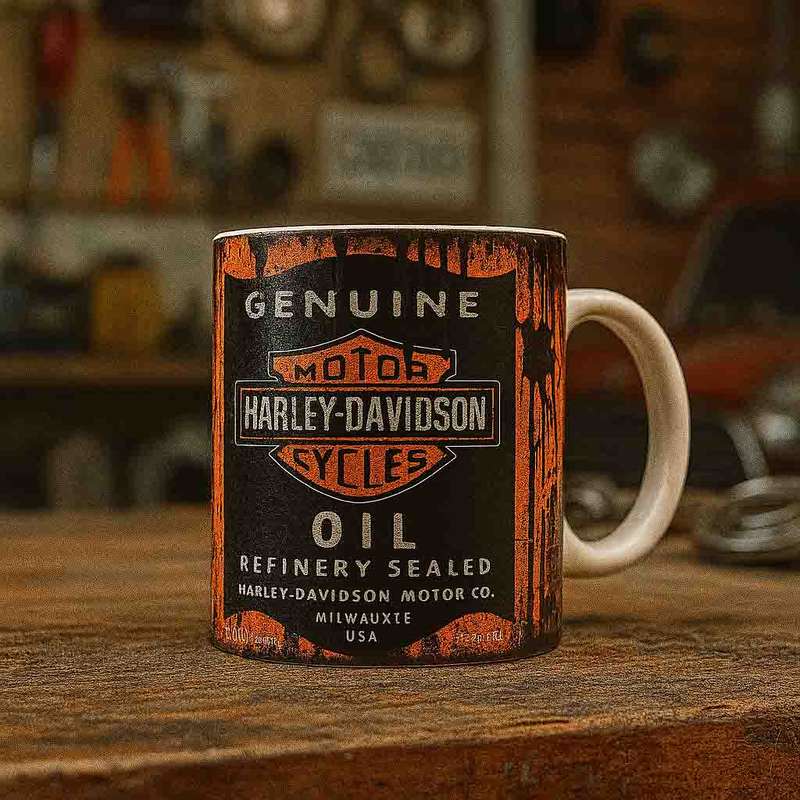 GENUINE
MOTOR
HARLEY-DAVIDSON
CYCLES
OIL
REFINERY SEALED
HARLEY-DAVIDSON MOTOR CO.
MILWAUXTE
USA